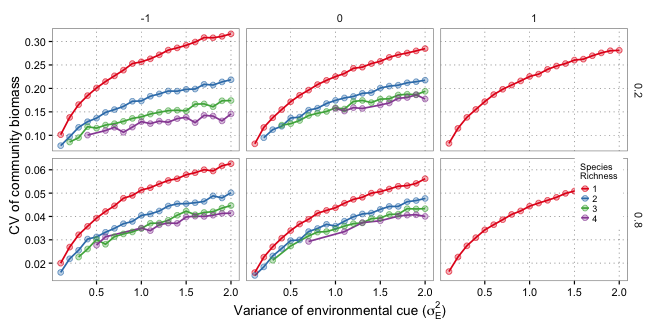 -1 0 1
CV of community biomass
0.30
0.25
0.20
0.15
0.10
0.2
0.06
0.05
0.04
0.03
0.02
0.8
Species
Richness
1
2
3
4
0.5 1.0 1.5 2.0 0.5 1.0 1.5 2.0 0.5 1.0 1.5 2.0
Variance of environmental cue (σ²E)